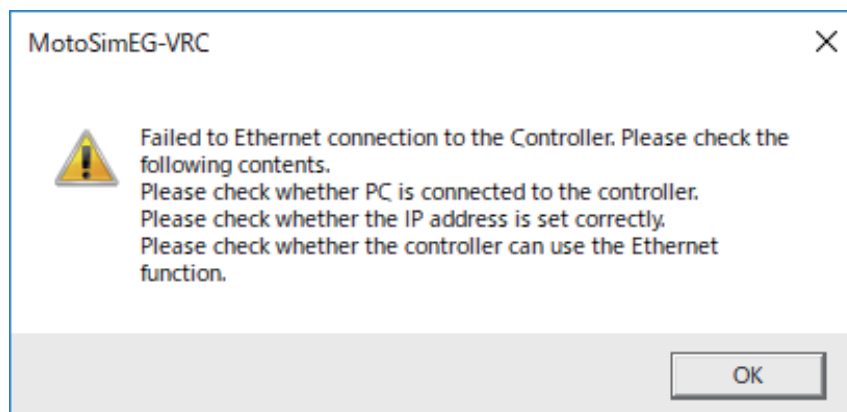 MotoSimEG-VRC
Failed to Ethernet connection to the Controller. Please check the
following contents.
Please check whether PC is connected to the controller.
Please check whether the IP address is set correctly.
Please check whether the controller can use the Ethernet
function.
OK